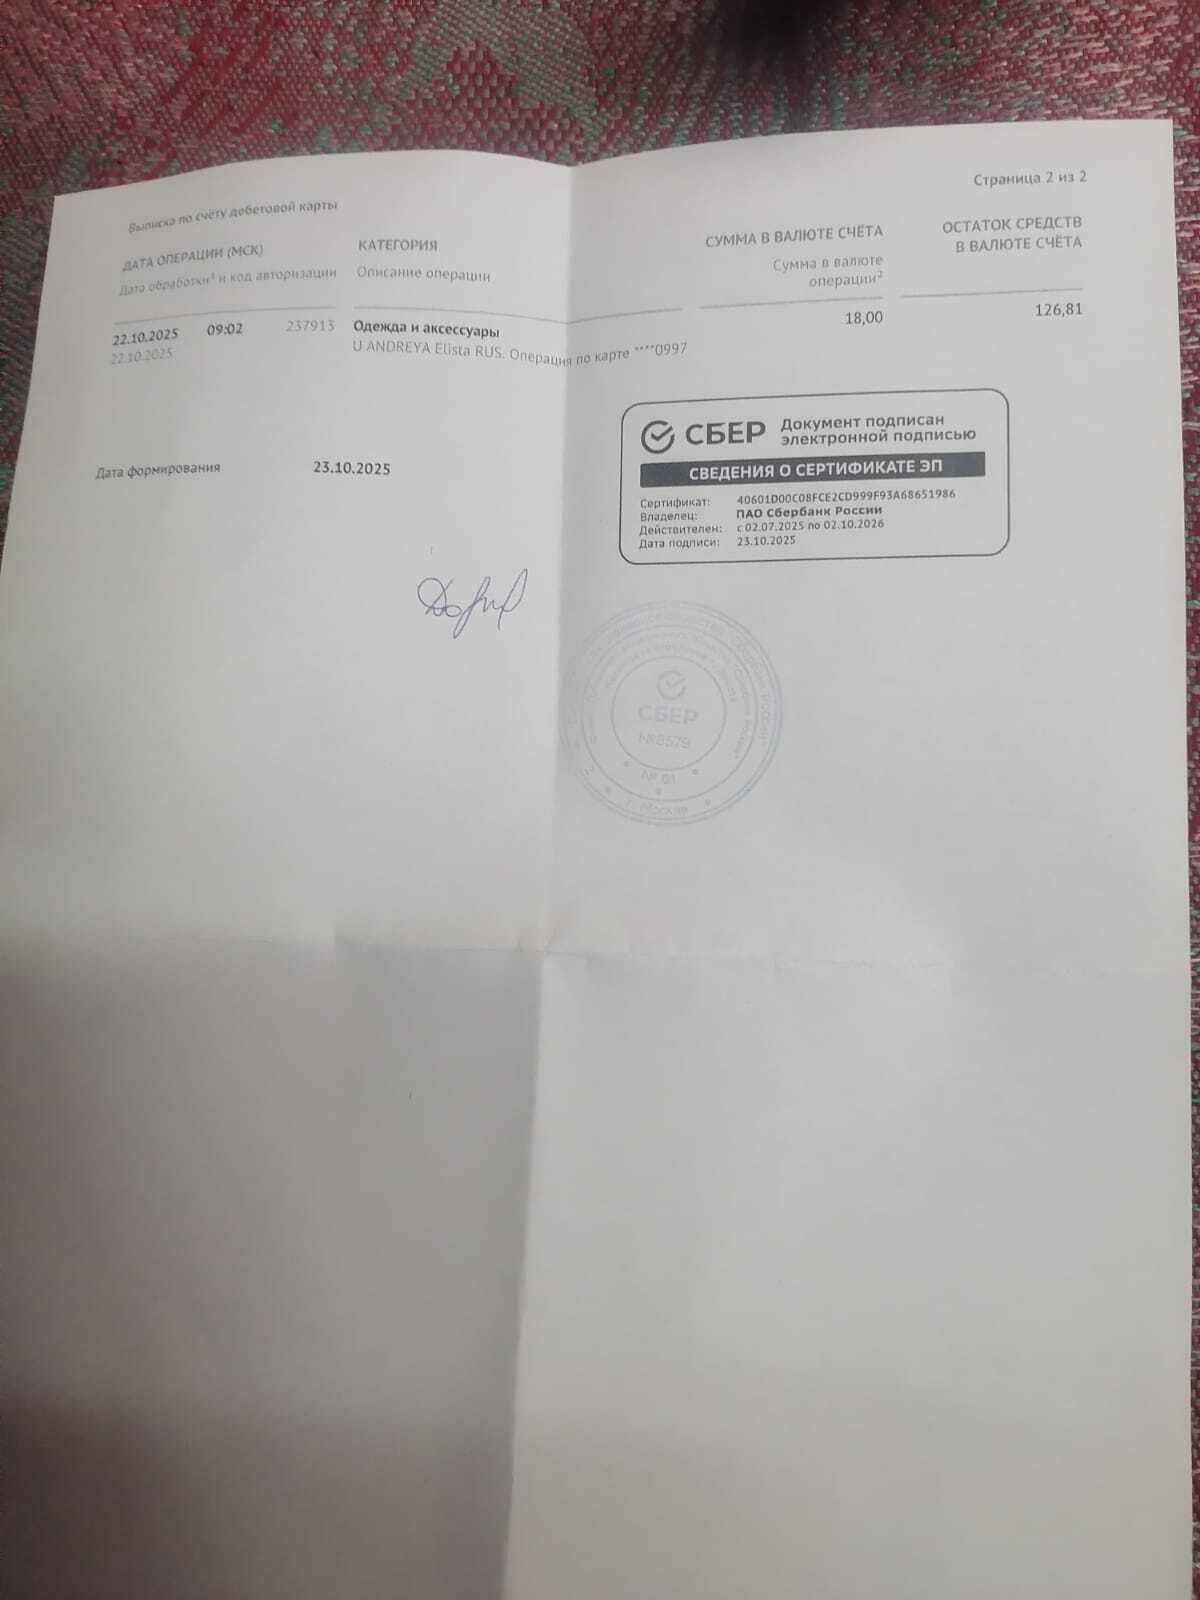 Страница 2 из 2
Выписка по счёту дебетовой карты
ДАТА ОПЕРАЦИИ (МСК)
Дата обработки¹ и код авторизации
КАТЕГОРИЯ
Описание операции
СУММА В ВАЛЮТЕ СЧЁТА
Сумма в валюте
операции²
ОСТАТОК СРЕДСТВ
В ВАЛЮТЕ СЧЁТА
22.10.2025 09:02 237913 Одежда и аксессуары 18,00 126,81
22.10.2025 U ANDREYA Elista RUS. Операция по карте ****0997
СБЕР Документ подписан
электронной подписью
СВЕДЕНИЯ О СЕРТИФИКАТЕ ЭП
Сертификат: 40601D00C08FCE2CD999F93A68651986
Владелец: ПАО Сбербанк России
Действителен: с 02.07.2025 по 02.10.2026
Дата подписи: 23.10.2025
Дата формирования 23.10.2025
СБЕР
№8579
№ 01
г. Москва